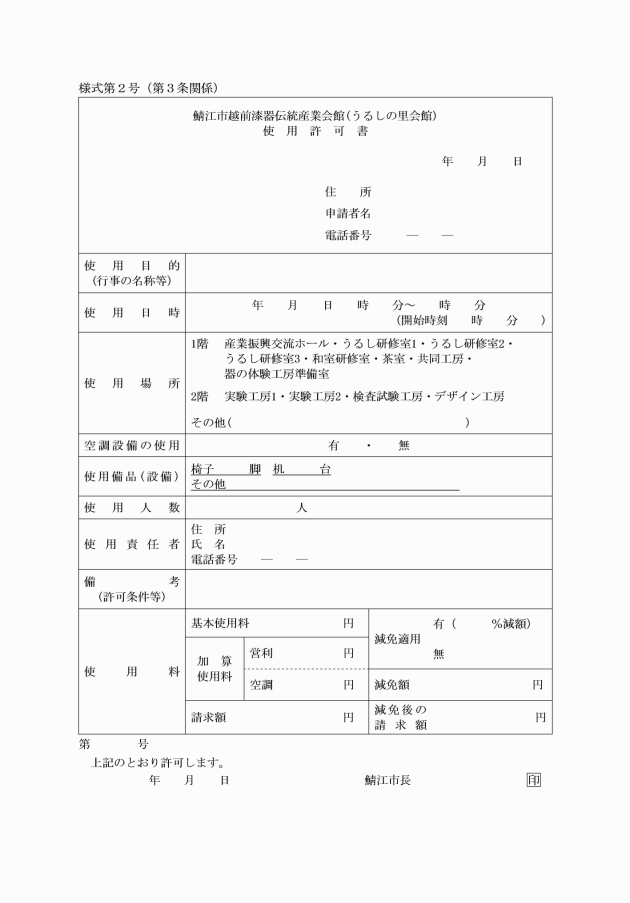 様式第2号（第3条関係）
鯖江市越前漆器伝統産業会館(うるしの里会館)
使　用　許　可　書
年　　月　　日
住　　所
申請者名
電話番号　　　―　　―
使　用　目　的
（行事の名称等）
使　用　日　時
年　　月　　日　　時　　分～　　時　　分
（開始時刻　　時　　分　　）
使　用　場　所
1階　産業振興交流ホール・うるし研修室1・うるし研修室2・
うるし研修室3・和室研修室・茶室・共同工房・
器の体験工房準備室
2階　実験工房1・実験工房2・検査試験工房・デザイン工房
その他(　　　　　　　　　　　　　　　　　　　　)
空調設備の使用
有　　・　　無
使用備品(設備)
椅子　　　脚　机　　　台
その他
使　用　人　数
人
使　用　責　任　者
住　所
氏　名
電話番号　　―　　―
備　　　　　考
（許可条件等）
使　　用　　料
基本使用料　　　　　　　　円
加　算
使用料
営利　　　　　　円
空調　　　　　　円
請求額　　　　　　　　　　円
減免適用
有（　　　％減額）
無
減免額　　　　　　　　　　円
減免後の
請　求　額　　　　　　　　円
第　　　　号
上記のとおり許可します。
年　　月　　日　　　　　　　　　　　鯖江市長　　　　　　　　　　印